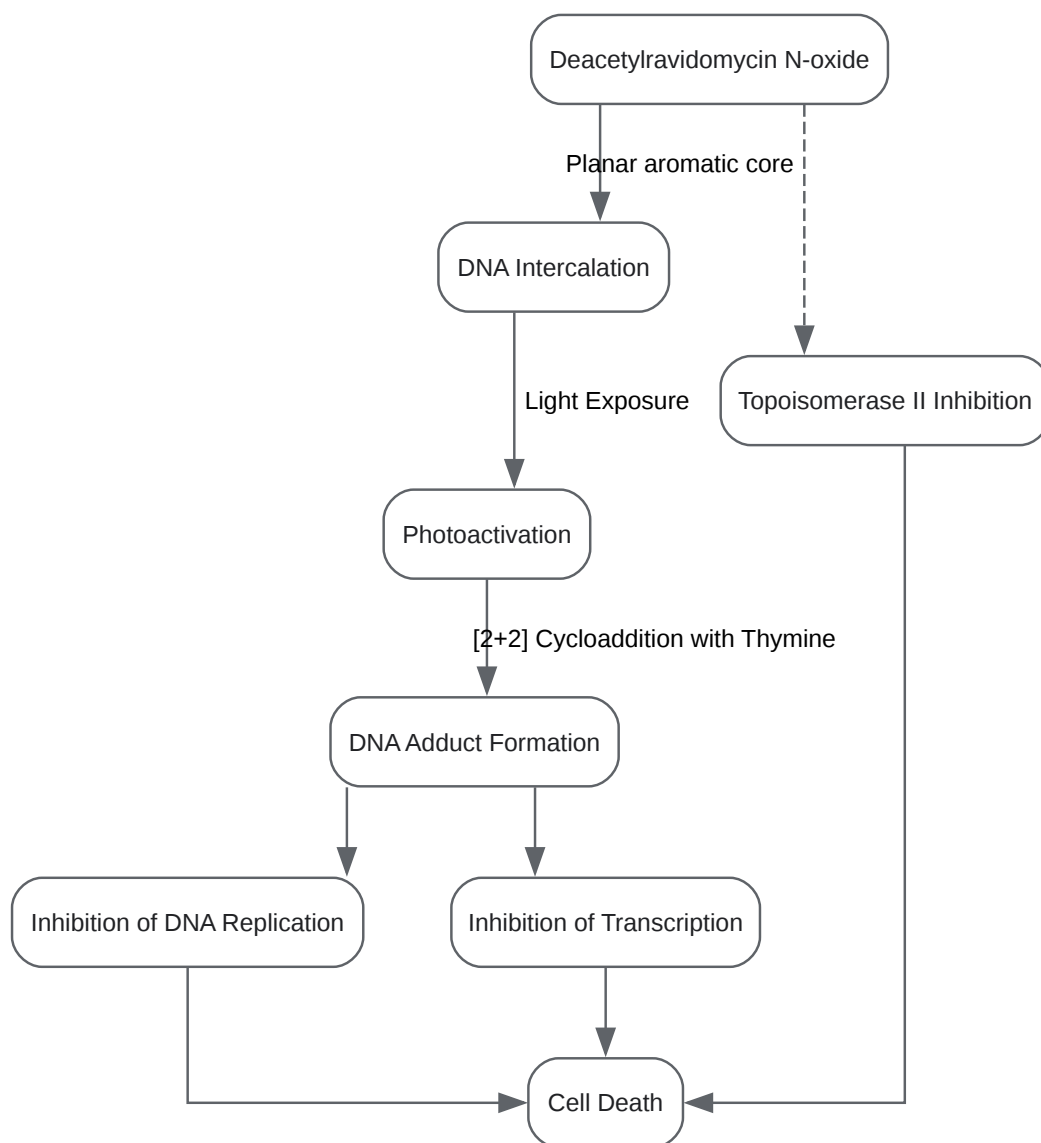 Deacetylravidomycin N-oxide
Planar aromatic core
DNA Intercalation
Light Exposure
Topoisomerase II Inhibition
Photoactivation
[2+2] Cycloaddition with Thymine
DNA Adduct Formation
Inhibition of DNA Replication
Inhibition of Transcription
Cell Death